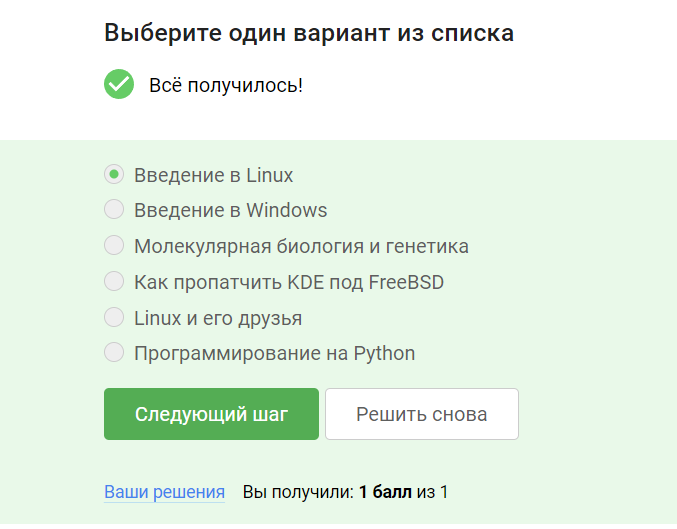 Выберите один вариант из списка
Всё получилось!
Введение в Linux
Введение в Windows
Молекулярная биология и генетика
Как пропатчить KDE под FreeBSD
Linux и его друзья
Программирование на Python
Следующий шаг Решить снова
Ваши решения Вы получили: 1 балл из 1